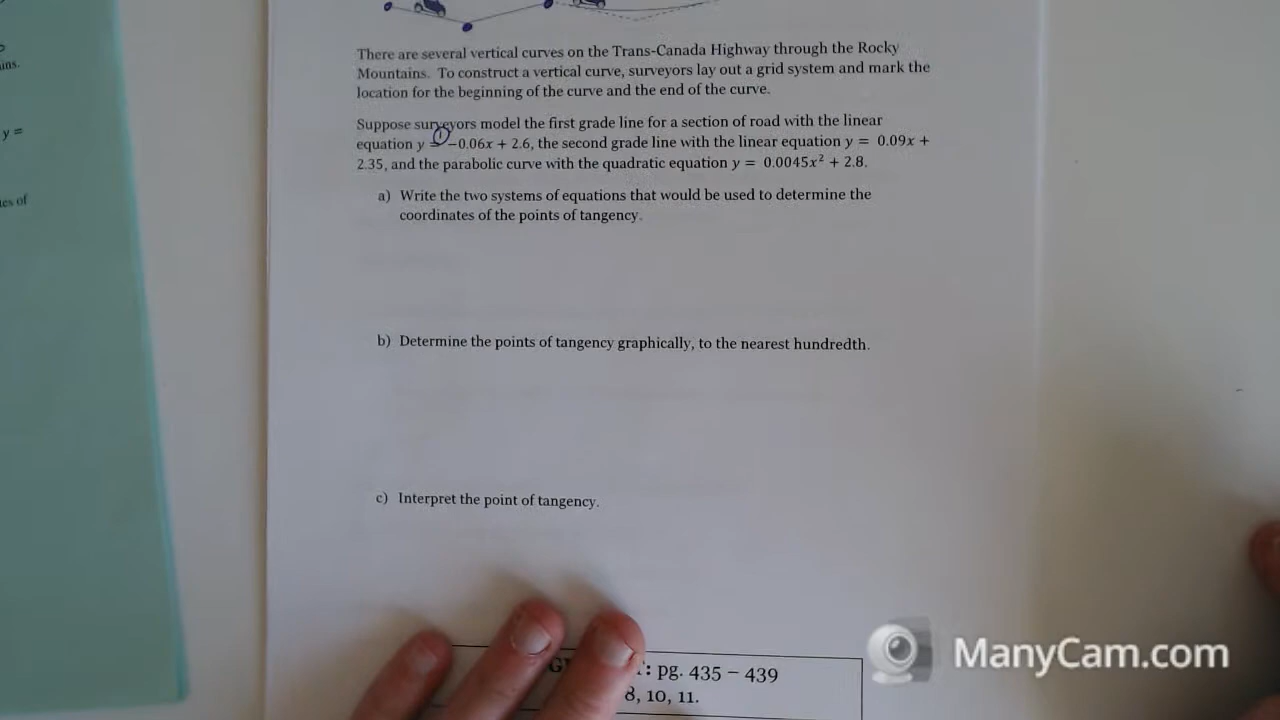 There are several vertical curves on the Trans-Canada Highway through the Rocky
Mountains. To construct a vertical curve, surveyors lay out a grid system and mark the
location for the beginning of the curve and the end of the curve.
Suppose surveyors model the first grade line for a section of road with the linear
equation y = −0.06x + 2.6, the second grade line with the linear equation y = 0.09x +
2.35, and the parabolic curve with the quadratic equation y = 0.0045x² + 2.8.
①
a) Write the two systems of equations that would be used to determine the
coordinates of the points of tangency.
b) Determine the points of tangency graphically, to the nearest hundredth.
c) Interpret the point of tangency.
: pg. 435 – 439
8, 10, 11.
y =
of
ManyCam.com